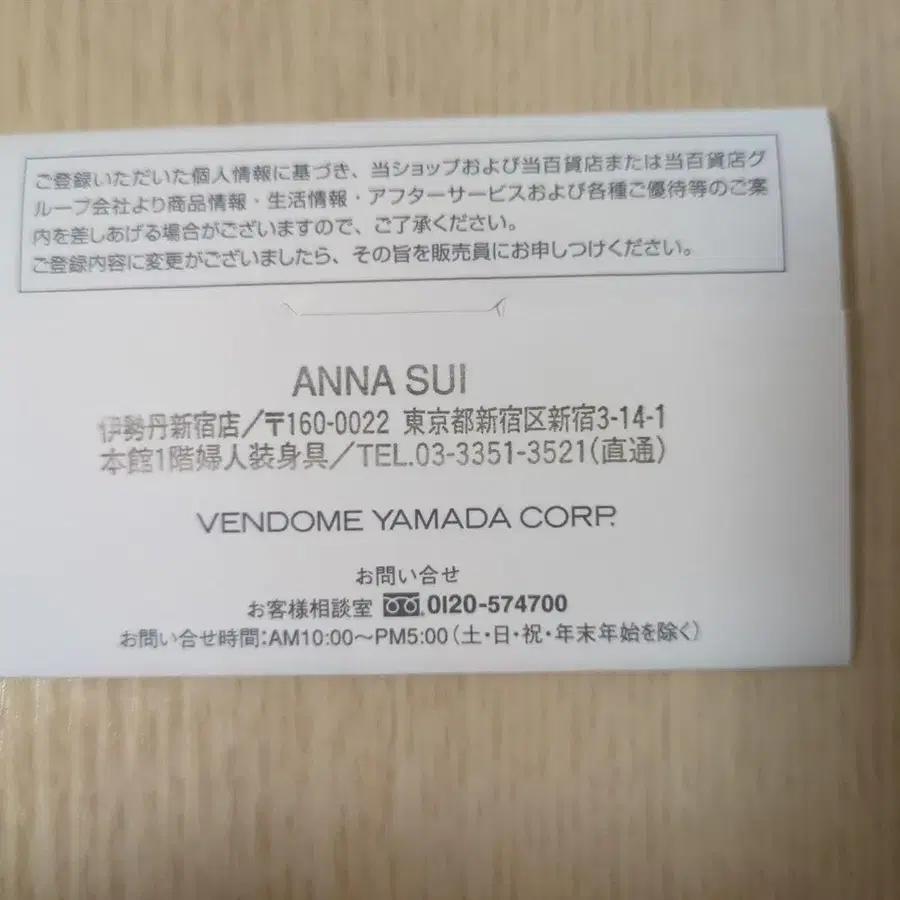 ご登録いただいた個人情報に基づき、当ショップおよび当百貨店または当百貨店グ
ループ会社より商品情報・生活情報・アフターサービスおよび各種ご優待等のご案
内を差しあげる場合がございますので、ご了承ください。
ご登録内容に変更がございましたら、その旨を販売員にお申しつけください。
ANNA SUI
伊勢丹新宿店/〒160-0022 東京都新宿区新宿3-14-1
本館1階婦人装身具/TEL.03-3351-3521(直通)
VENDOME YAMADA CORP.
お問い合せ
お客様相談室 0120-574700
お問い合せ時間:AM10:00〜PM5:00(土・日・祝・年末年始を除く)